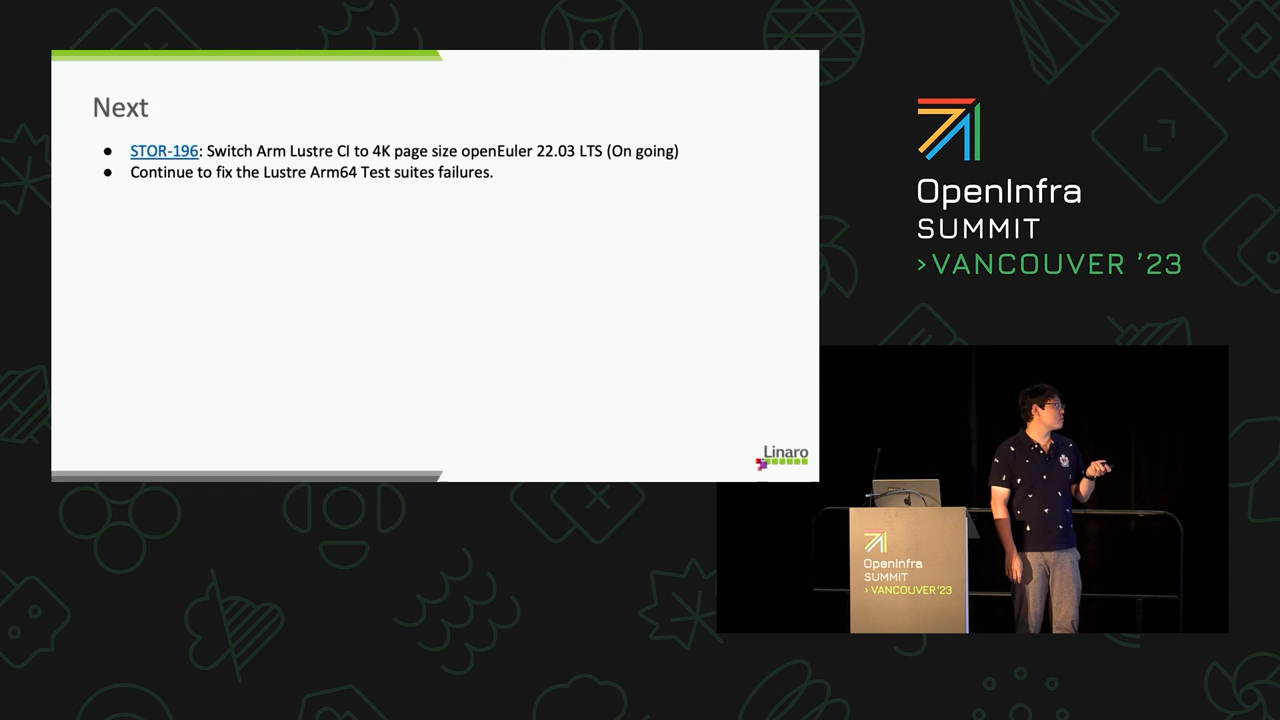 Next
● STOR-196: Switch Arm Lustre CI to 4K page size openEuler 22.03 LTS (On going)
● Continue to fix the Lustre Arm64 Test suites failures.
Linaro
OpenInfra
SUMMIT
>VANCOUVER '23
OpenInfra
SUMMIT
>VANCOUVER '23